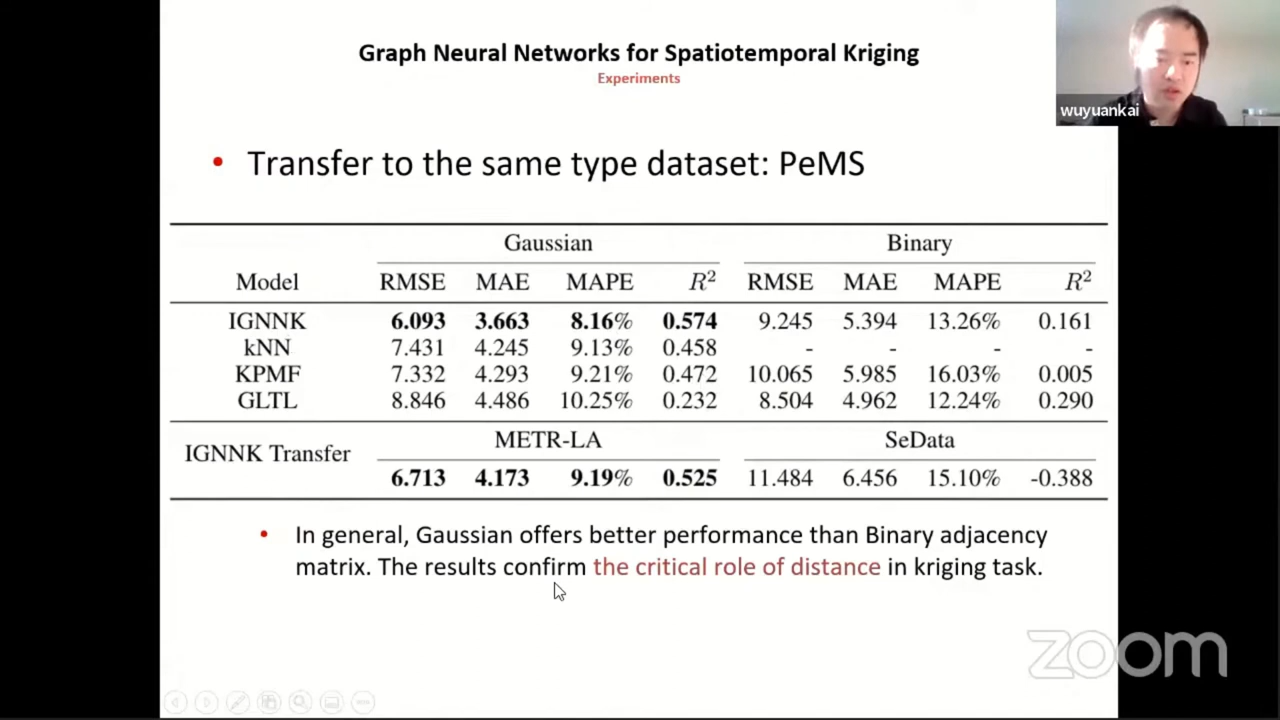 Graph Neural Networks for Spatiotemporal Kriging
Experiments
wuyuankai
• Transfer to the same type dataset: PeMS
Gaussian Binary
Model RMSE MAE MAPE R² RMSE MAE MAPE R²
IGNNK 6.093 3.663 8.16% 0.574 9.245 5.394 13.26% 0.161
kNN 7.431 4.245 9.13% 0.458 - - - -
KPMF 7.332 4.293 9.21% 0.472 10.065 5.985 16.03% 0.005
GLTL 8.846 4.486 10.25% 0.232 8.504 4.962 12.24% 0.290
METR-LA SeData
IGNNK Transfer
6.713 4.173 9.19% 0.525 11.484 6.456 15.10% -0.388
• In general, Gaussian offers better performance than Binary adjacency
matrix. The results confirm the critical role of distance in kriging task.
zoom